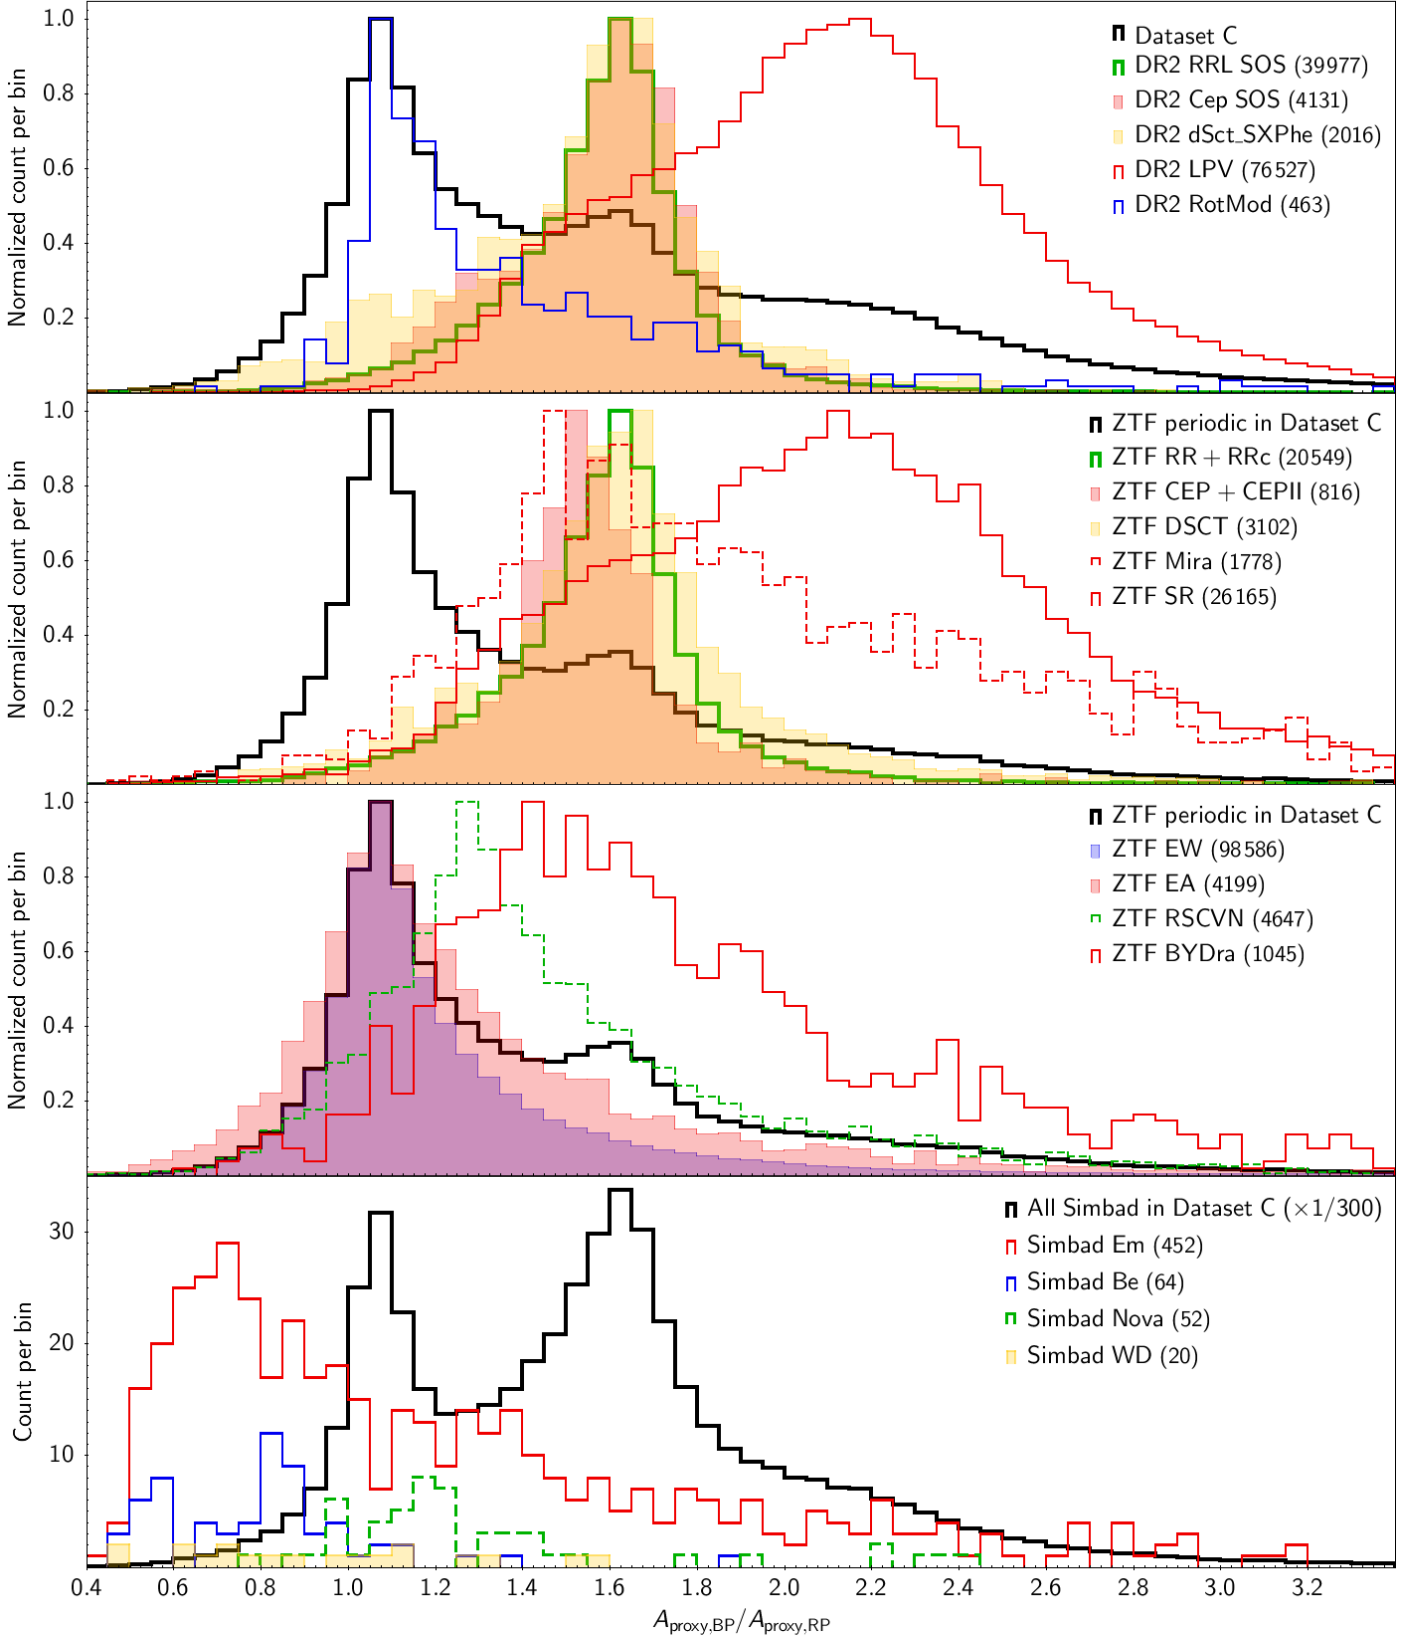 1.0
0.8
0.6
0.4
0.2
Normalized count per bin
Dataset C
DR2 RRL SOS (39977)
DR2 Cep SOS (4131)
DR2 dSct_SXPhe (2016)
DR2 LPV (76527)
DR2 RotMod (463)
1.0
0.8
0.6
0.4
0.2
Normalized count per bin
ZTF periodic in Dataset C
ZTF RR + RRc (20549)
ZTF CEP + CEPII (816)
ZTF DSCT (3102)
ZTF Mira (1778)
ZTF SR (26165)
1.0
0.8
0.6
0.4
0.2
Normalized count per bin
ZTF periodic in Dataset C
ZTF EW (98586)
ZTF EA (4199)
ZTF RSCVN (4647)
ZTF BYDra (1045)
30
20
10
Count per bin
All Simbad in Dataset C (×1/300)
Simbad Em (452)
Simbad Be (64)
Simbad Nova (52)
Simbad WD (20)
0.4 0.6 0.8 1.0 1.2 1.4 1.6 1.8 2.0 2.2 2.4 2.6 2.8 3.0 3.2
A_proxy,BP/A_proxy,RP